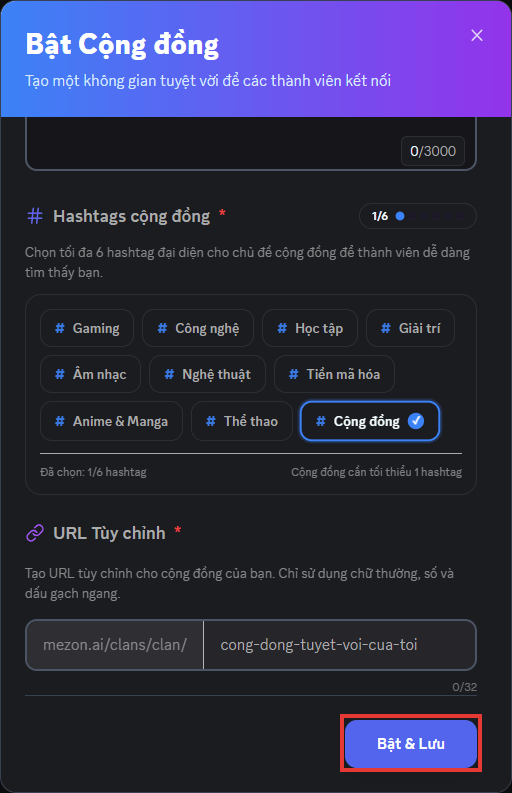 Bật Cộng đồng
Tạo một không gian tuyệt vời để các thành viên kết nối
0/3000
# Hashtags cộng đồng *
1/6
Chọn tối đa 6 hashtag đại diện cho chủ đề cộng đồng để thành viên dễ dàng
tìm thấy bạn.
# Gaming # Công nghệ # Học tập # Giải trí
# Âm nhạc # Nghệ thuật # Tiền mã hóa
# Anime & Manga # Thể thao # Cộng đồng
Đã chọn: 1/6 hashtag
Cộng đồng cần tối thiểu 1 hashtag
URL Tùy chỉnh *
Tạo URL tùy chỉnh cho cộng đồng của bạn. Chỉ sử dụng chữ thường, số và
dấu gạch ngang.
mezon.ai/clans/clan/ cong-dong-tuyet-voi-cua-toi
0/32
Bật & Lưu